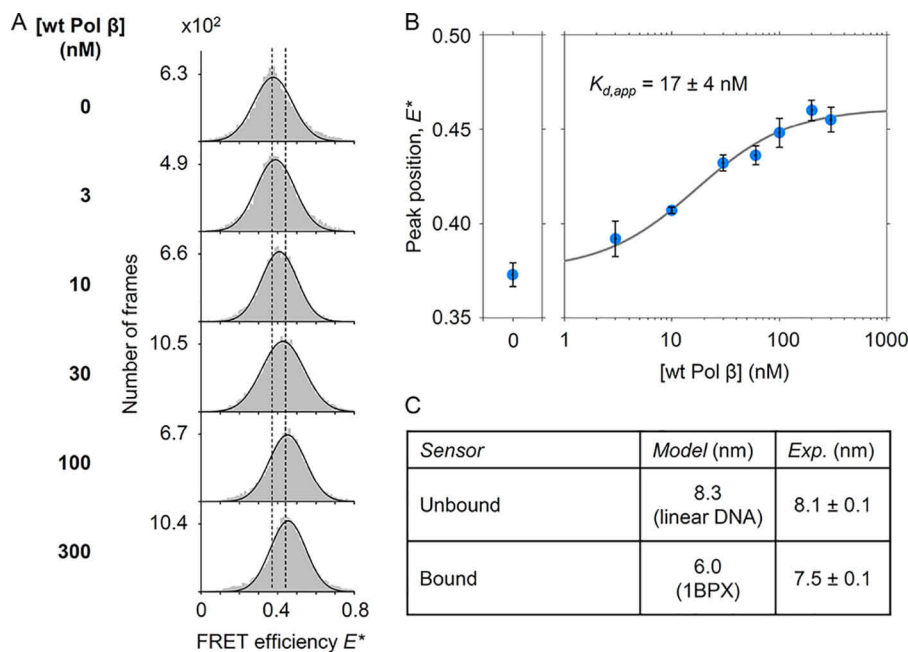 A
[wt Pol β]
(nM)
x10²
6.3
0
4.9
3
6.6
10
10.5
30
6.7
100
10.4
300
Number of frames
0 0.4 0.8
FRET efficiency E*
B
0.50
0.45
0.40
0.35
Peak position, E*
K_d,app = 17 ± 4 nM
0 1 10 100 1000
[wt Pol β] (nM)
C
Sensor Model (nm) Exp. (nm)
Unbound 8.3 (linear DNA) 8.1 ± 0.1
Bound 6.0 (1BPX) 7.5 ± 0.1